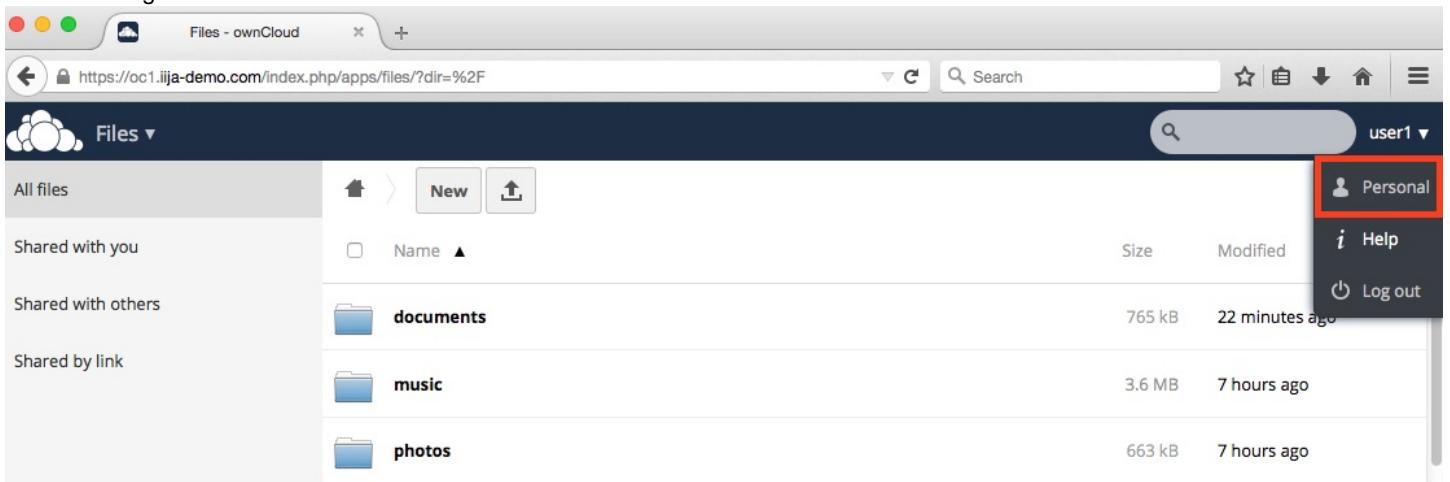 Files - ownCloud
https://oc1.iija-demo.com/index.php/apps/files/?dir=%2F
Search
Files ▾
user1 ▾
Personal
Help
Log out
All files
Shared with you
Shared with others
Shared by link
New
Name ▲ Size Modified
documents 765 kB 22 minutes ago
music 3.6 MB 7 hours ago
photos 663 kB 7 hours ago